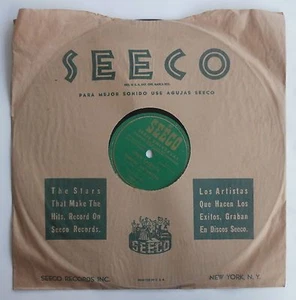 SEECO
PARA MEJOR SONIDO USE AGUJAS SEECO
SEECO
The Stars
That Make The
Hits, Record On
Seeco Records.
Los Artistas
Que Hacen Los
Exitos, Graban
En Discos Seeco.
SEECO
SEECO RECORDS INC.
NEW YORK, N. Y.